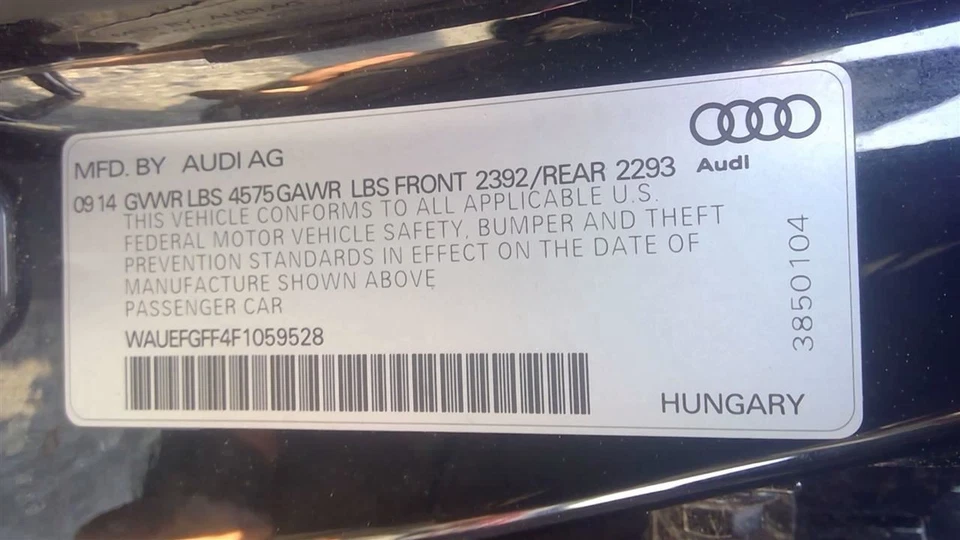 MFD. BY AUDI AG
Audi
09 14 GVWR LBS 4575 GAWR LBS FRONT 2392/REAR 2293
THIS VEHICLE CONFORMS TO ALL APPLICABLE U.S.
FEDERAL MOTOR VEHICLE SAFETY, BUMPER AND THEFT
PREVENTION STANDARDS IN EFFECT ON THE DATE OF
MANUFACTURE SHOWN ABOVE
PASSENGER CAR
WAUEFGFF4F1059528
3850104
HUNGARY